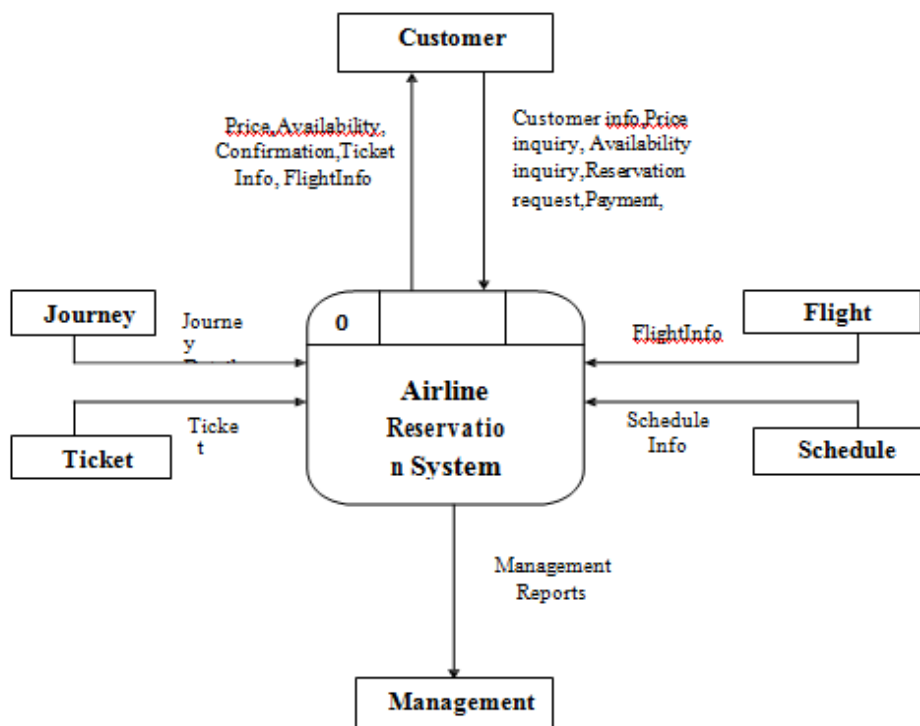 Customer
Price,Availability,
Confirmation,Ticket
Info, FlightInfo
Customer info,Price
inquiry, Availability
inquiry,Reservation
request,Payment,
Journey
Journe
y
0
Flight
FlightInfo
Airline
Reservatio
n System
Ticke
t
Ticket
Schedule
Info
Schedule
Management
Reports
Management